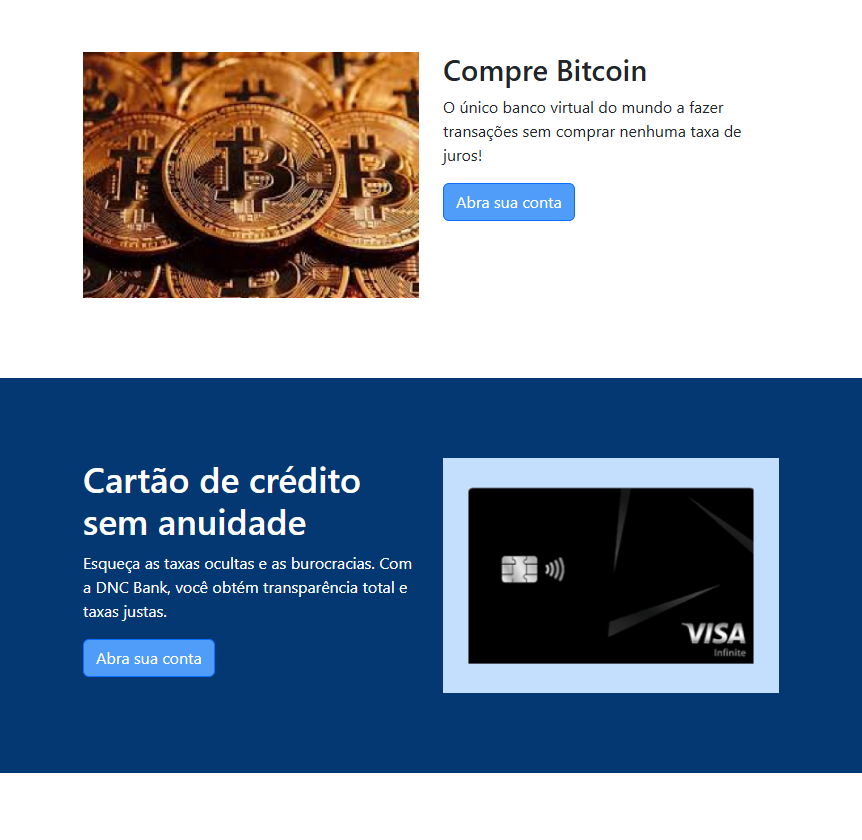 Compre Bitcoin
O único banco virtual do mundo a fazer
transações sem comprar nenhuma taxa de
juros!
Abra sua conta
Cartão de crédito
sem anuidade
Esqueça as taxas ocultas e as burocracias. Com
a DNC Bank, você obtém transparência total e
taxas justas.
Abra sua conta
VISA
Infinite